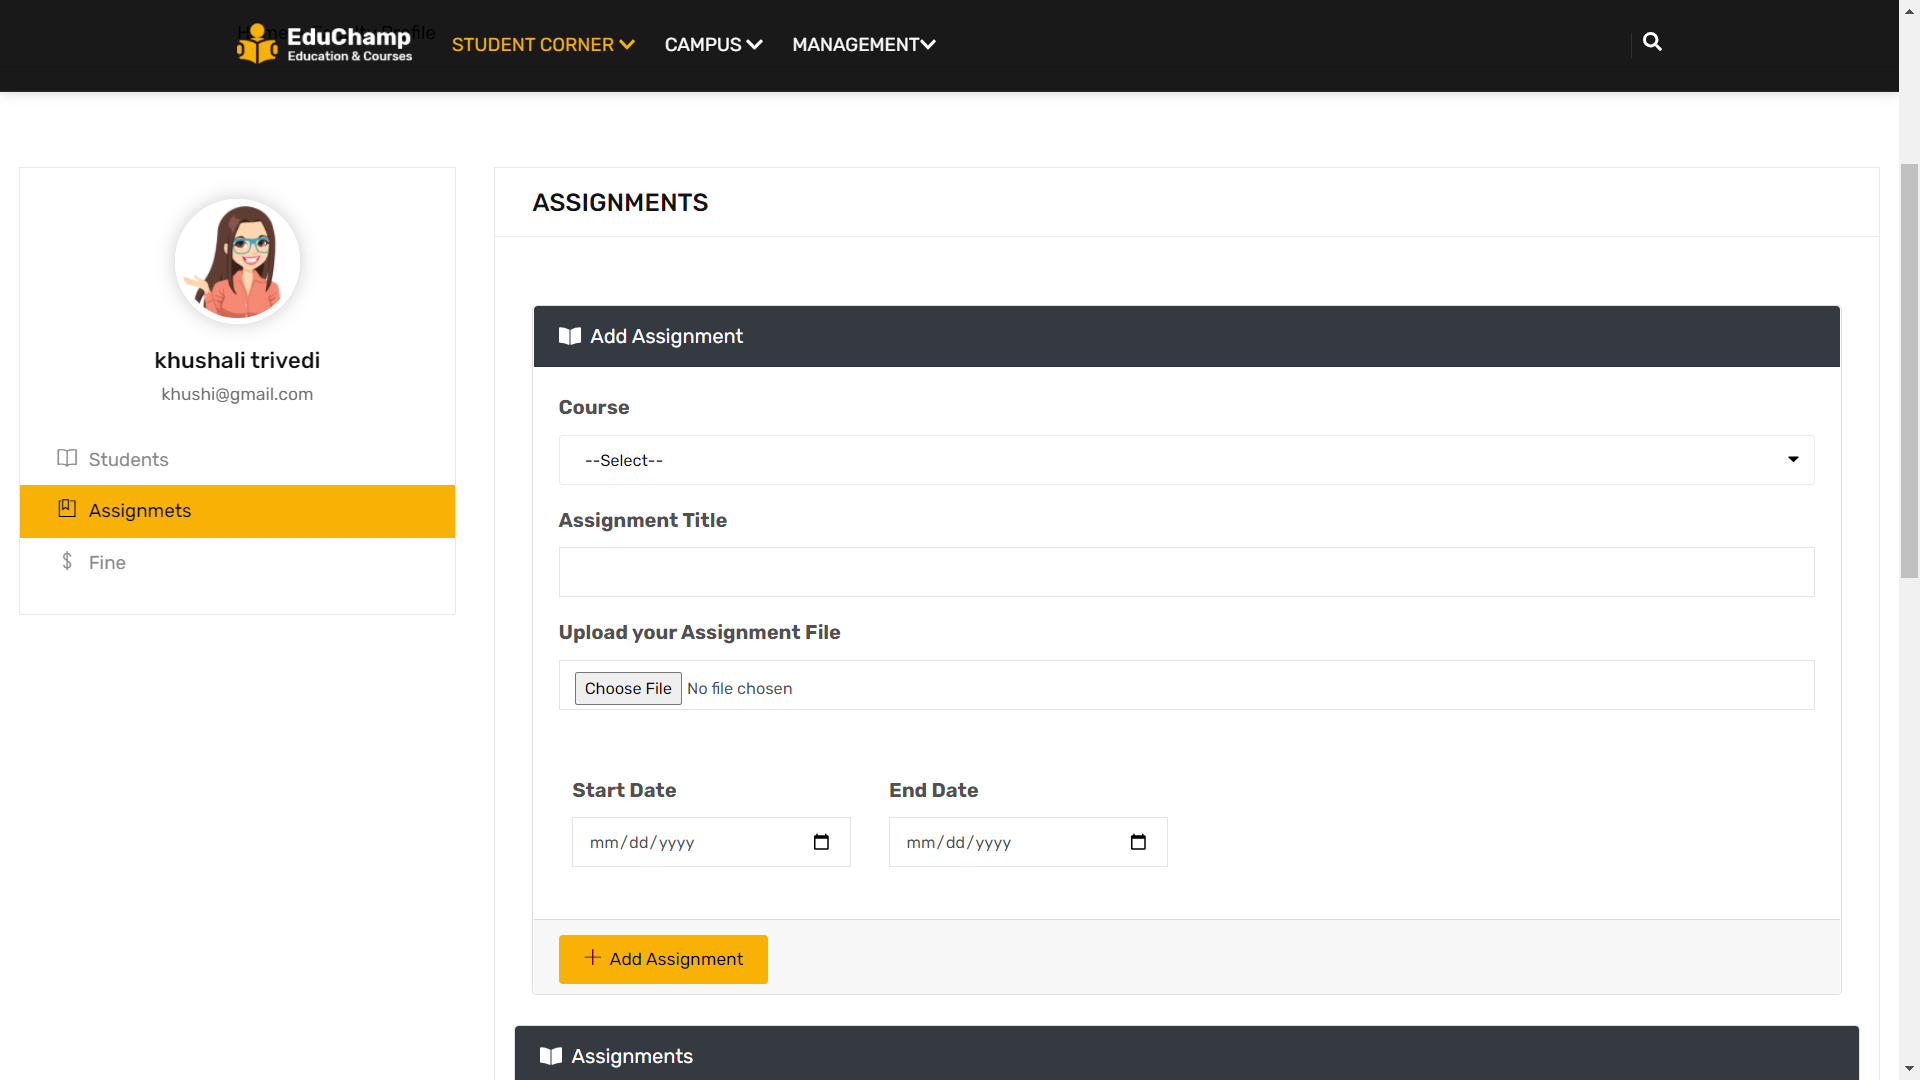 EduChamp
Education & Courses
STUDENT CORNER
CAMPUS
MANAGEMENT
khushali trivedi
khushi@gmail.com
Students
Assignmets
Fine
ASSIGNMENTS
Add Assignment
Course
--Select--
Assignment Title
Upload your Assignment File
Choose File No file chosen
Start Date
End Date
mm/dd/yyyy
mm/dd/yyyy
Add Assignment
Assignments